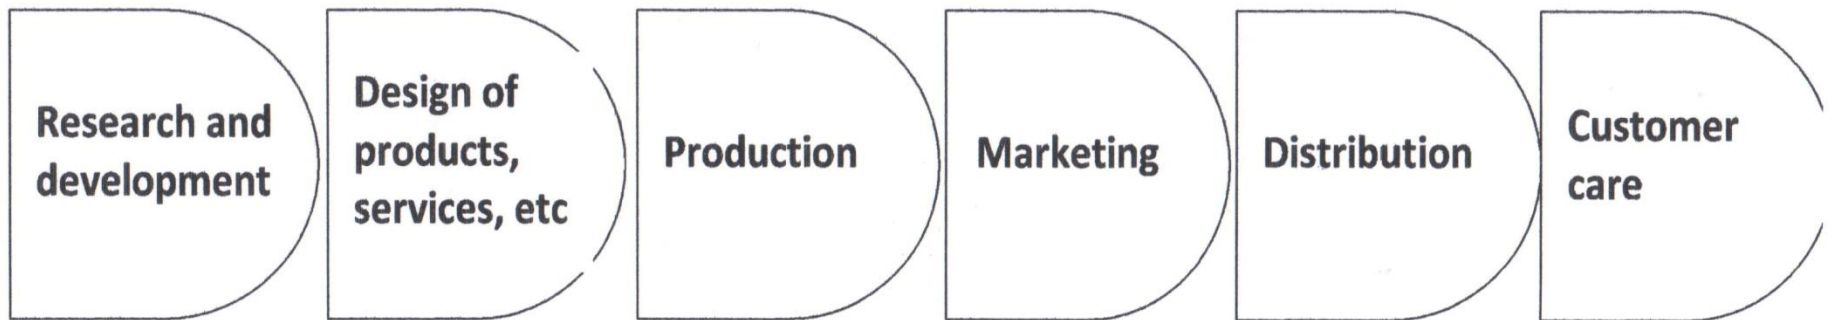 Research and
development
Design of
products,
services, etc
Production
Marketing
Distribution
Customer
care